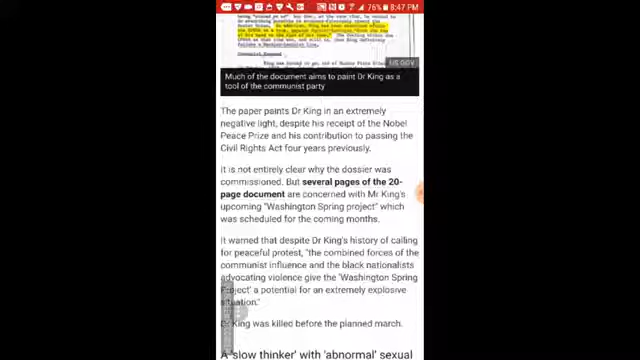 76% 8:47 PM
US GOV
Much of the document aims to paint Dr King as a
tool of the communist party
The paper paints Dr King in an extremely
negative light, despite his receipt of the Nobel
Peace Prize and his contribution to passing the
Civil Rights Act four years previously.
It is not entirely clear why the dossier was
commissioned. But several pages of the 20-
page document are concerned with Mr King's
upcoming "Washington Spring project" which
was scheduled for the coming months.
It warned that despite Dr King's history of calling
for peaceful protest, "the combined forces of the
communist influence and the black nationalists
advocating violence give the 'Washington Spring
Project' a potential for an extremely explosive
situation."
Dr King was killed before the planned march.
A 'slow thinker' with 'abnormal' sexual